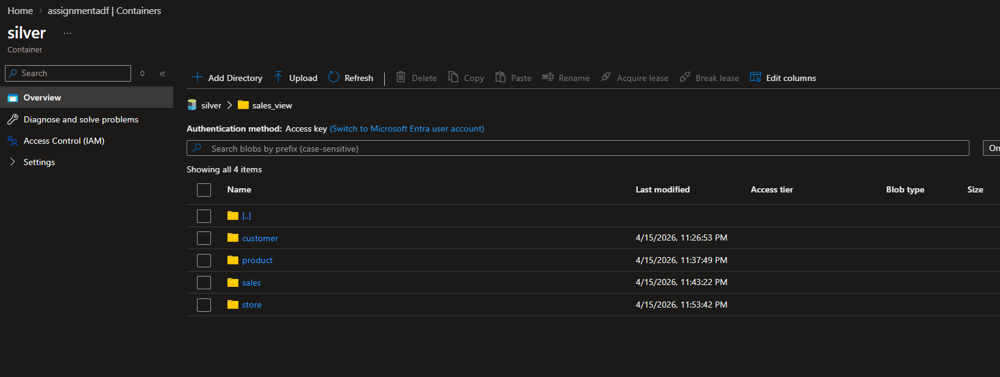 Home > assignmentadf | Containers
silver ...
Container
Search
Overview
Diagnose and solve problems
Access Control (IAM)
Settings
Add Directory Upload Refresh Delete Copy Paste Rename Acquire lease Break lease Edit columns
silver > sales_view
Authentication method: Access key (Switch to Microsoft Entra user account)
Search blobs by prefix (case-sensitive)
On
Showing all 4 items
Name Last modified Access tier Blob type Size
[..]
customer 4/15/2026, 11:26:53 PM
product 4/15/2026, 11:37:49 PM
sales 4/15/2026, 11:43:22 PM
store 4/15/2026, 11:53:42 PM